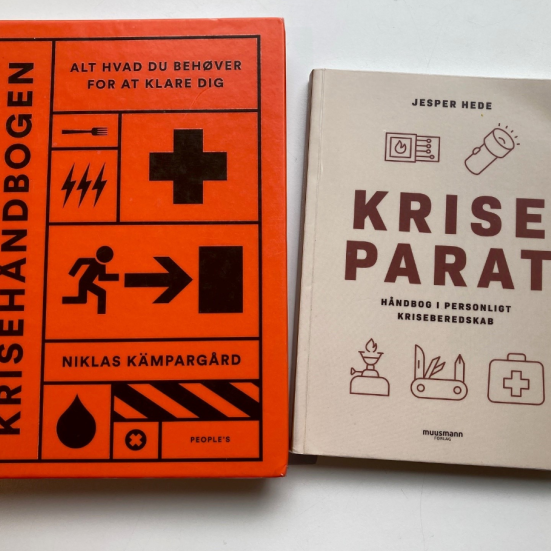 KRISEHÅNDBOGEN
ALT HVAD DU BEHØVER
FOR AT KLARE DIG
NIKLAS KÄMPARGÅRD
PEOPLE'S
JESPER HEDE
KRISE
PARAT
HÅNDBOG I PERSONLIGT
KRISEBEREDSKAB
muusmann
FORLAG